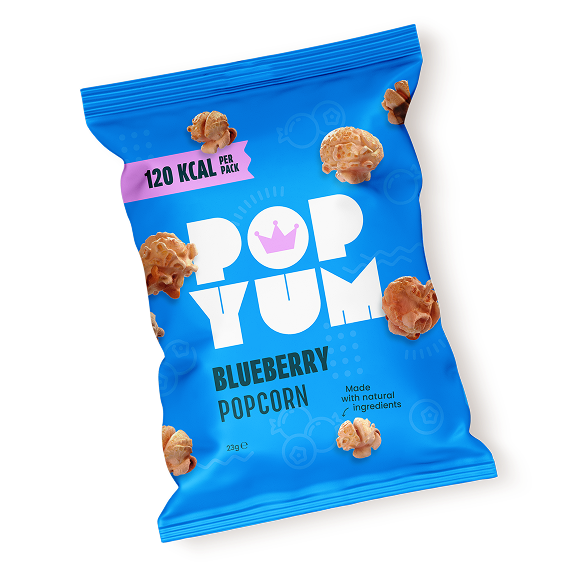 120 KCAL PER PACK
POP
YUM
BLUEBERRY
POPCORN
Made
with natural
ingredients
23g ℮